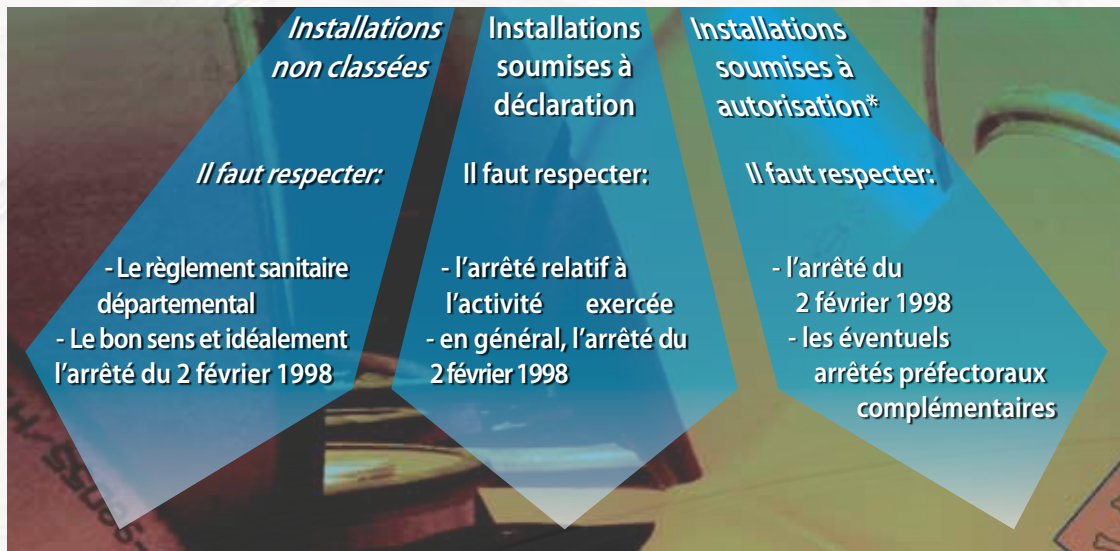 Installations
non classées
Il faut respecter:
- Le règlement sanitaire
départemental
- Le bon sens et idéalement
l'arrêté du 2 février 1998
Installations
soumises à
déclaration
Il faut respecter:
- l'arrêté relatif à
l'activité exercée
- en général, l'arrêté du
2 février 1998
Installations
soumises à
autorisation*
Il faut respecter:
- l'arrêté du
2 février 1998
- les éventuels
arrêtés préfectoraux
complémentaires